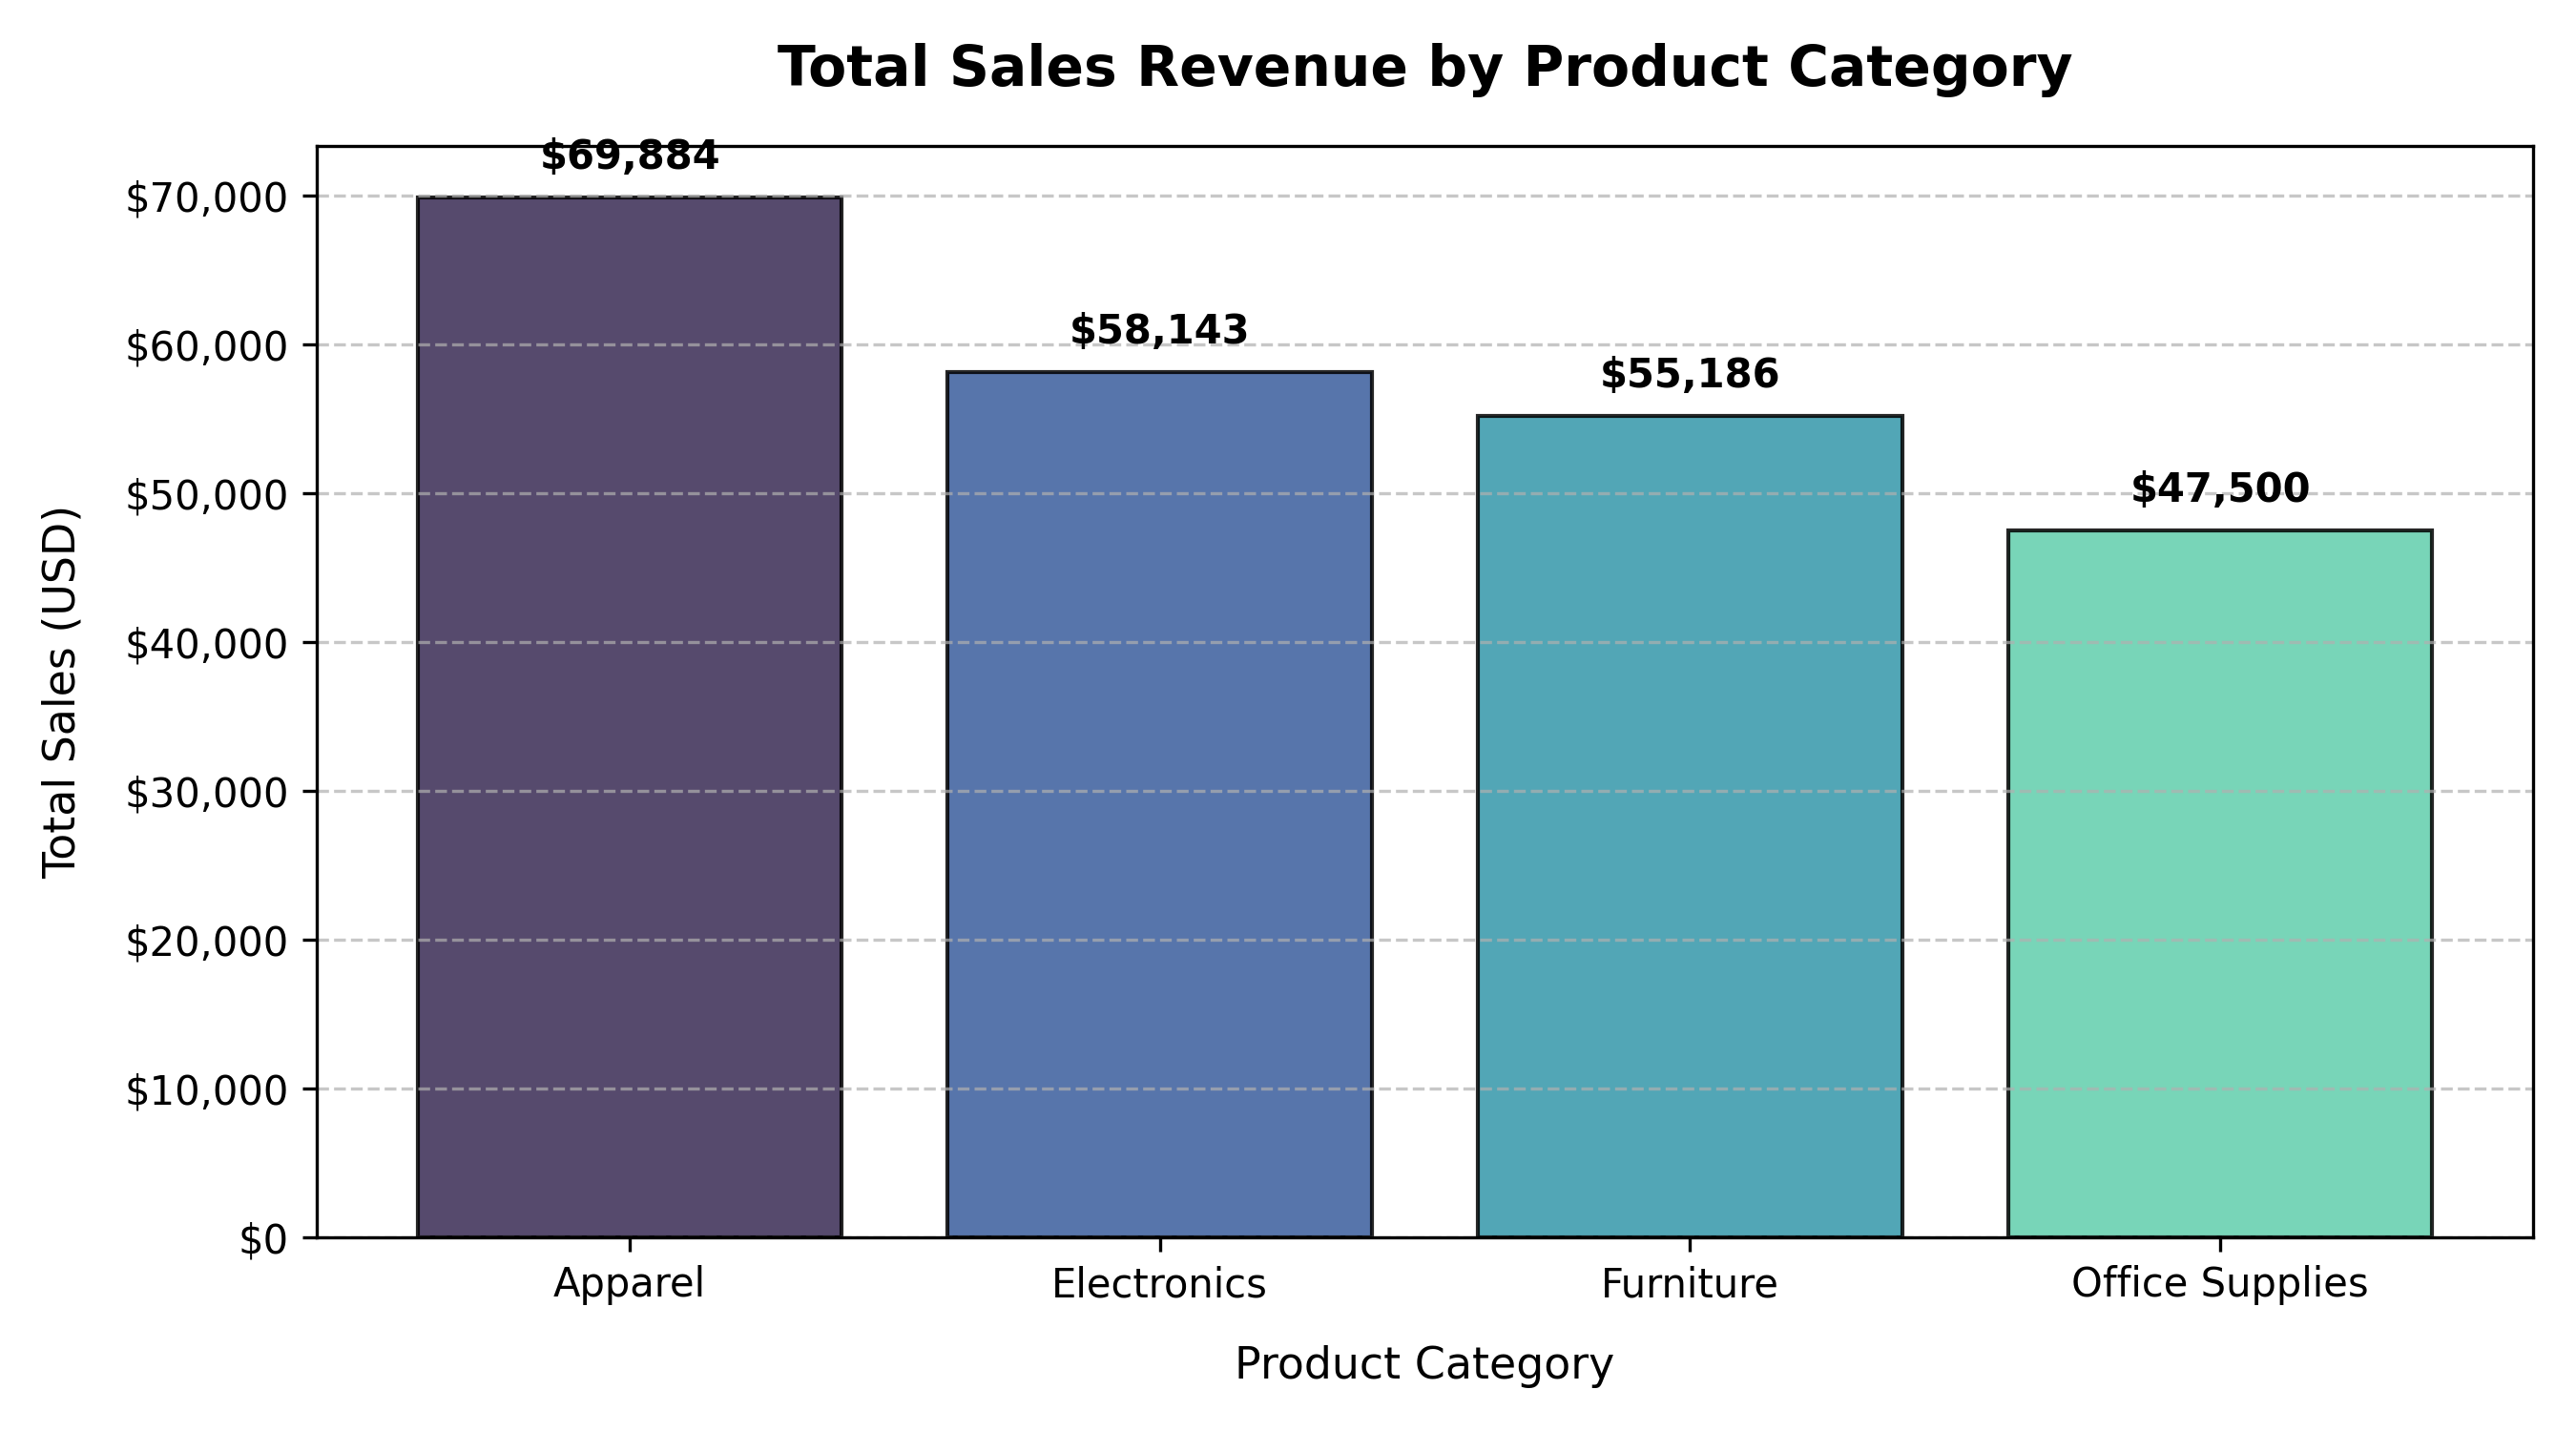 Total Sales Revenue by Product Category
$69,884
$58,143
$55,186
$47,500
$70,000
$60,000
$50,000
$40,000
$30,000
$20,000
$10,000
$0
Total Sales (USD)
Apparel
Electronics
Furniture
Office Supplies
Product Category